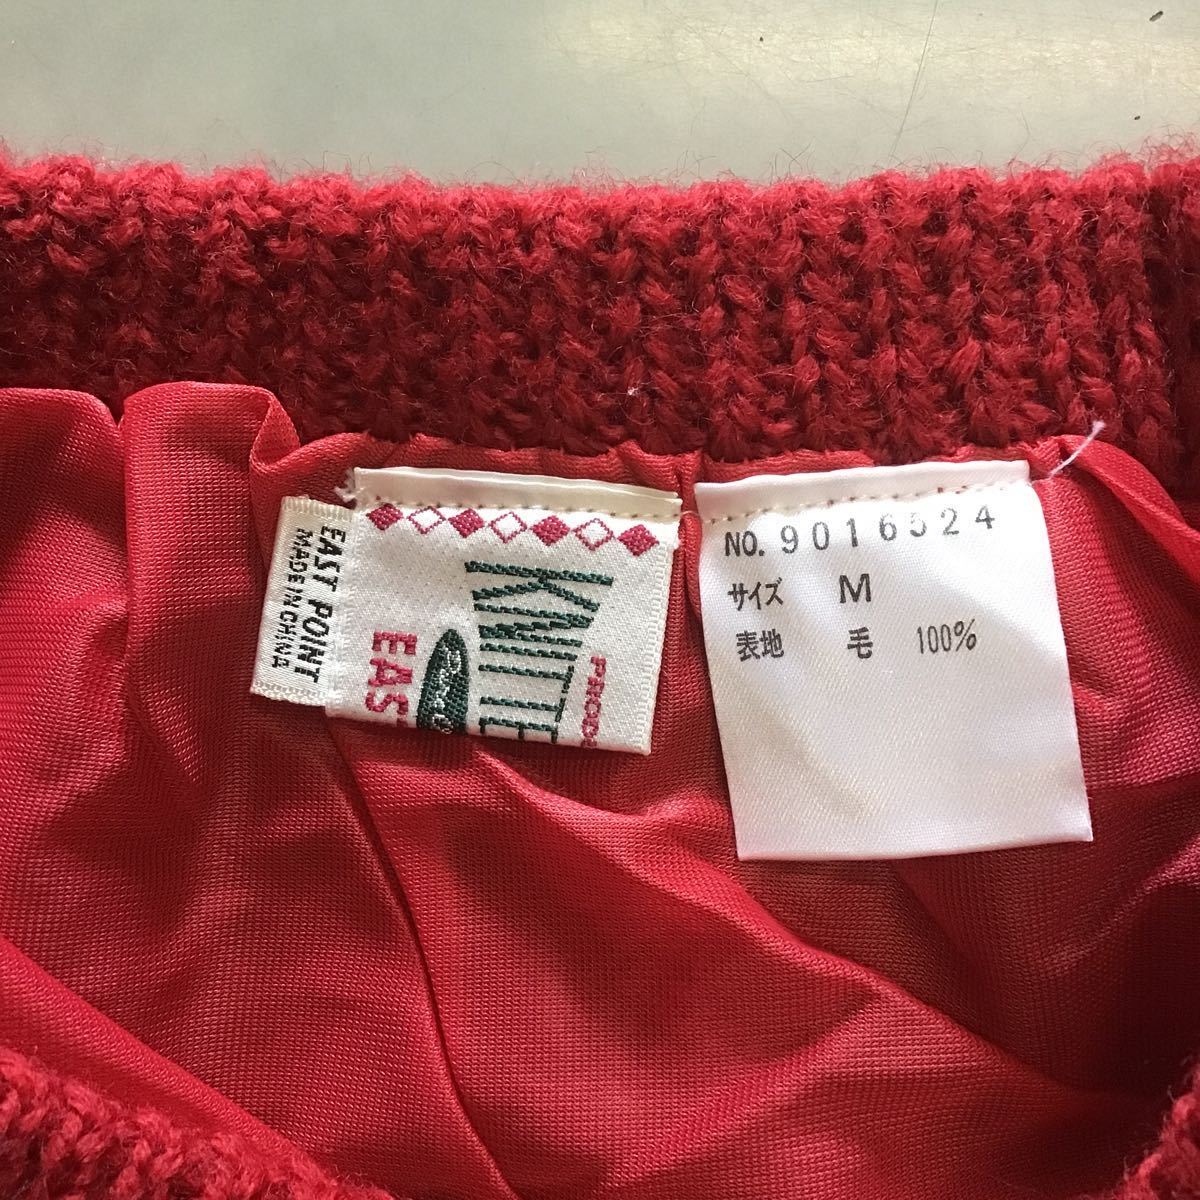 EAST POINT
MADE IN CHINA
NO. 9016524
サイズ M
表地 毛 100%